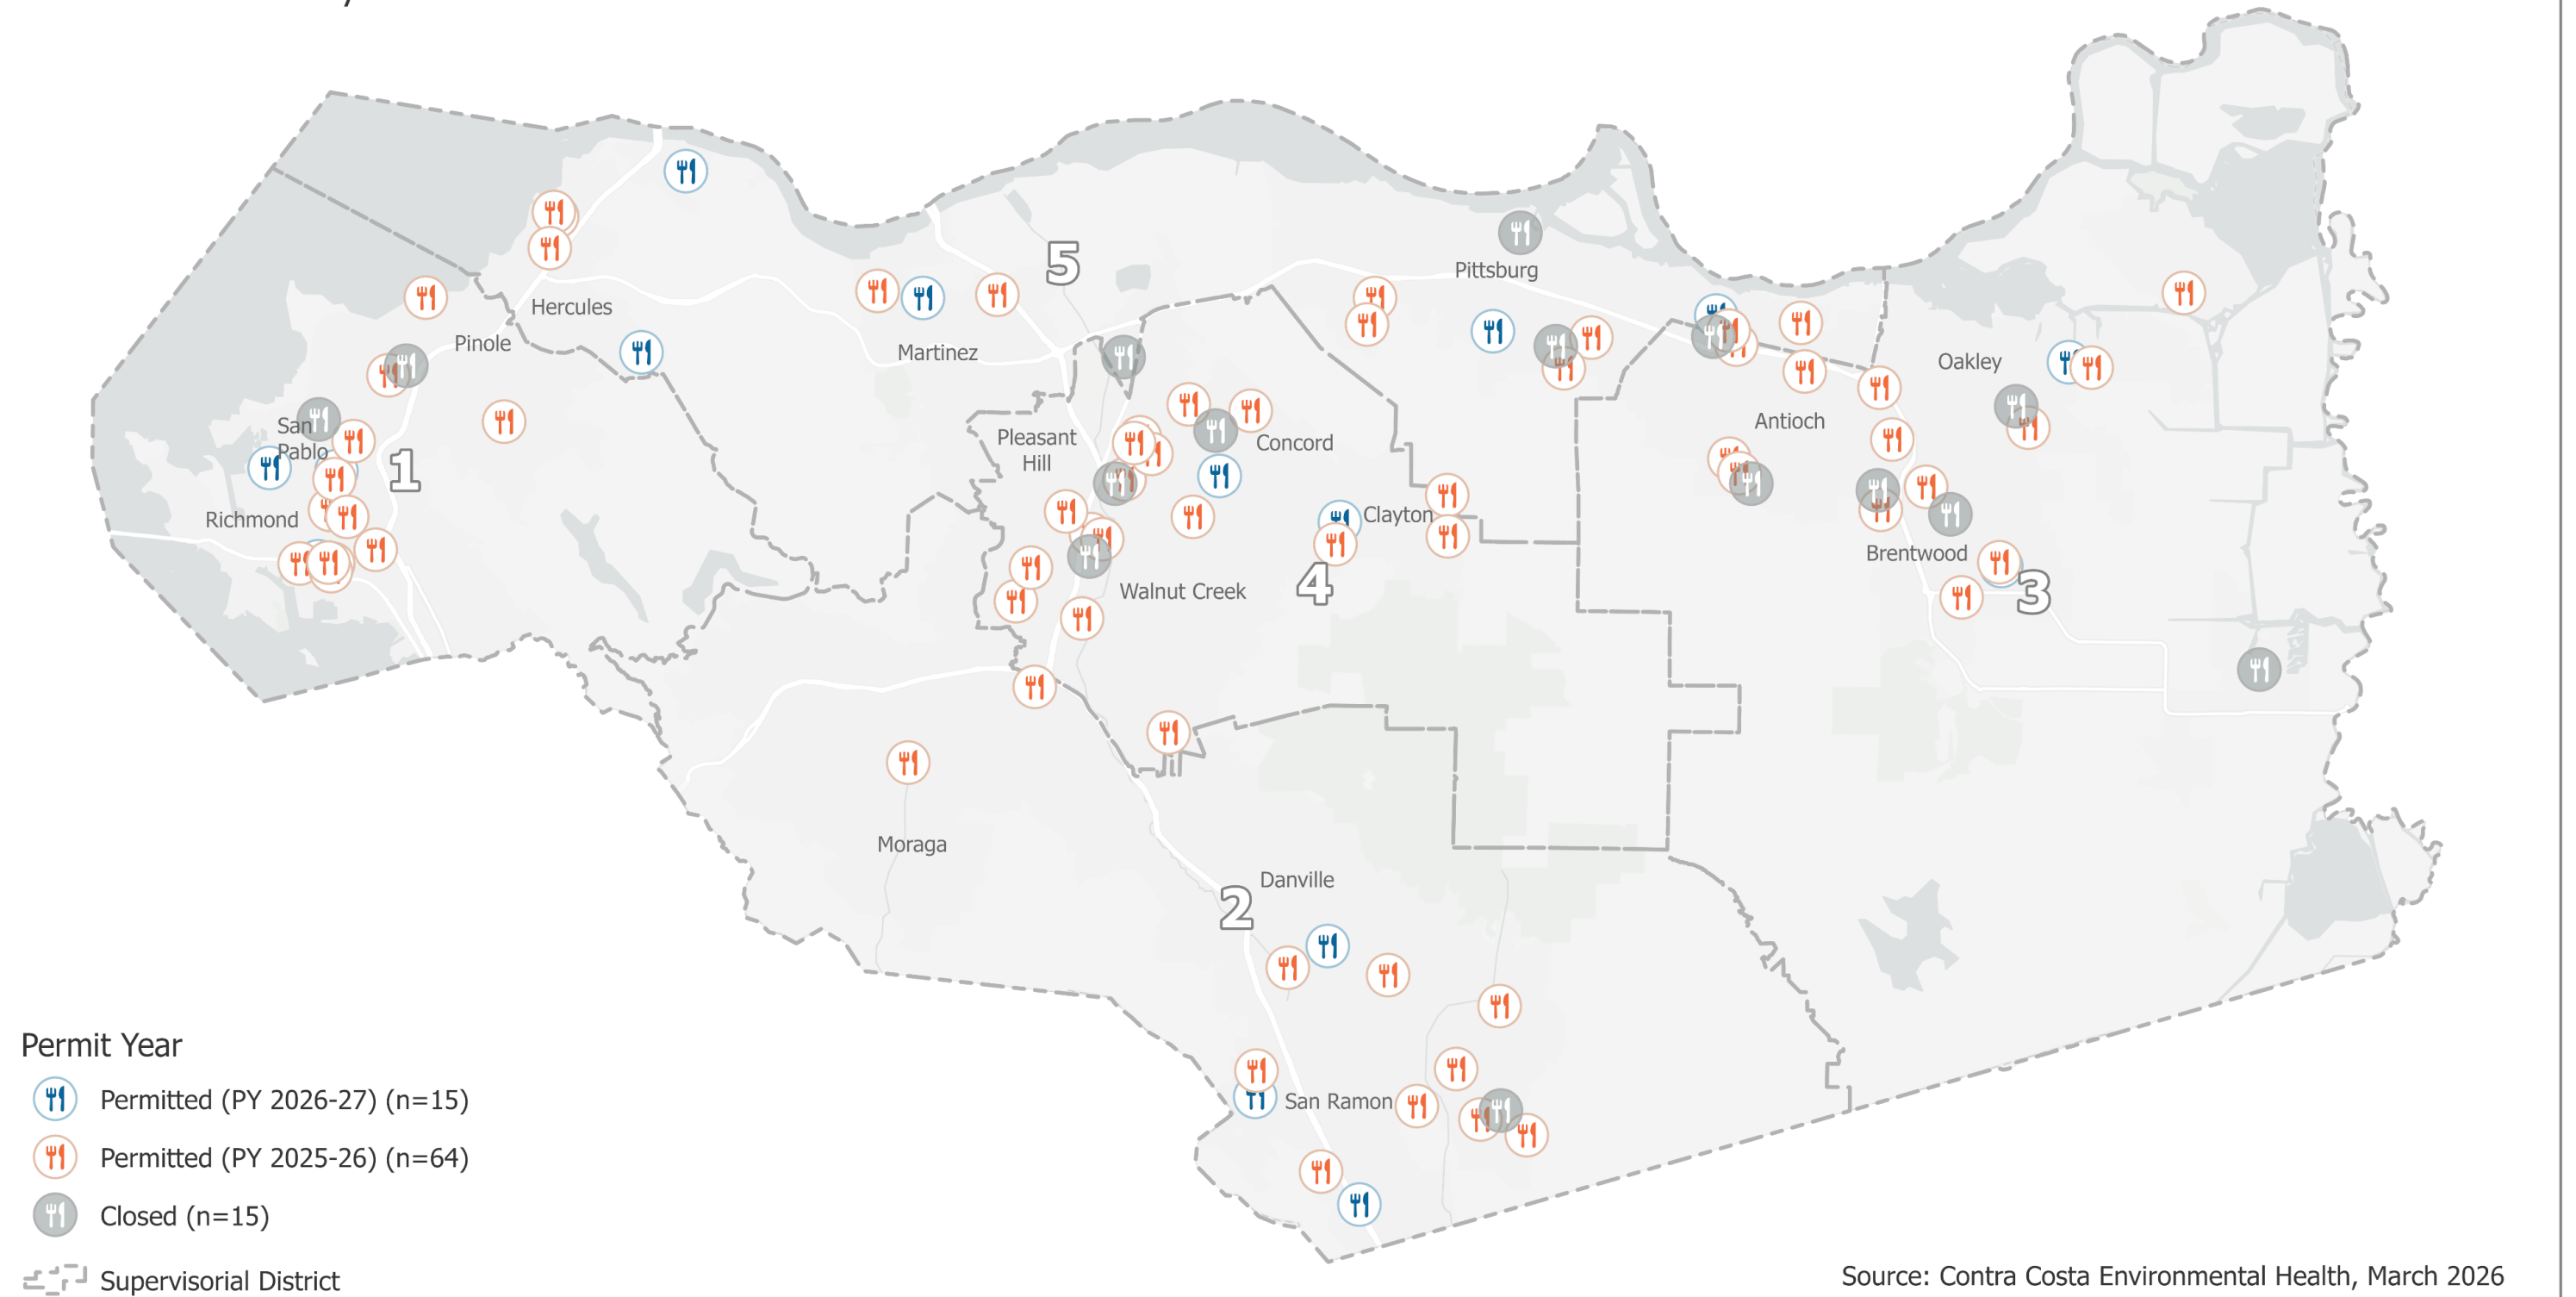 5
Pittsburg
Hercules
Pinole
Martinez
Oakley
Antioch
San
Pablo
Pleasant
Hill
Concord
1
Richmond
Clayton
Brentwood
Walnut Creek
4
3
Moraga
Danville
2
San Ramon
Permit Year
Permitted (PY 2026-27) (n=15)
Permitted (PY 2025-26) (n=64)
Closed (n=15)
Supervisorial District
Source: Contra Costa Environmental Health, March 2026